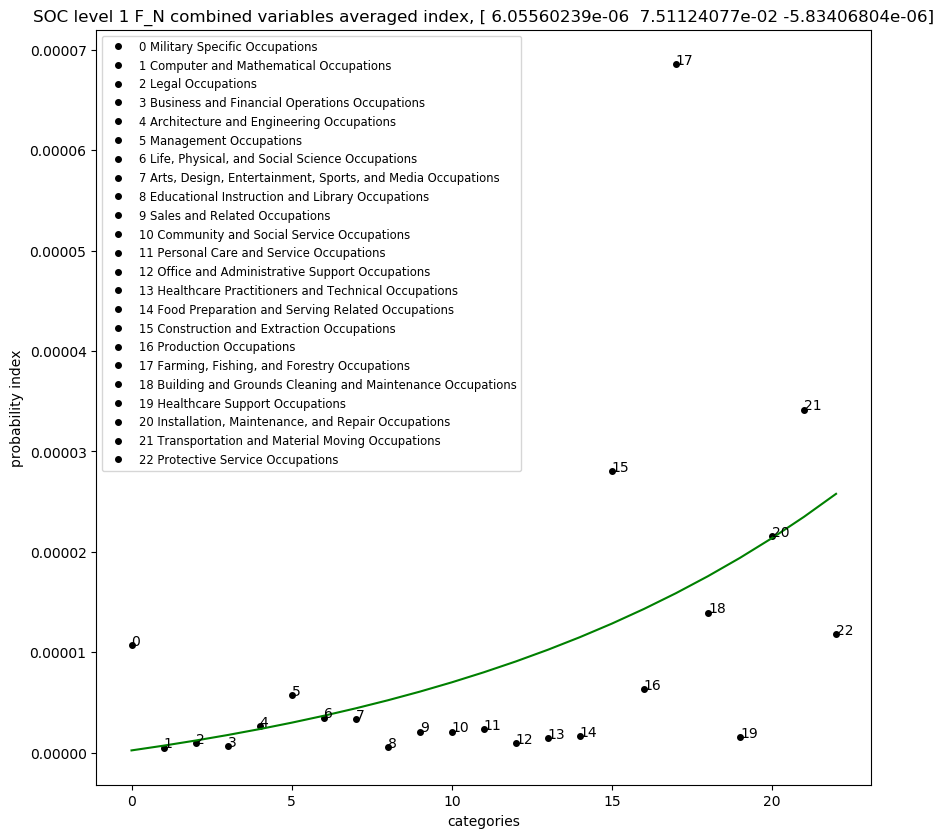 SOC level 1 F_N combined variables averaged index, [ 6.05560239e-06 7.51124077e-02 -5.83406804e-06]
0 Military Specific Occupations
1 Computer and Mathematical Occupations
2 Legal Occupations
3 Business and Financial Operations Occupations
4 Architecture and Engineering Occupations
5 Management Occupations
6 Life, Physical, and Social Science Occupations
7 Arts, Design, Entertainment, Sports, and Media Occupations
8 Educational Instruction and Library Occupations
9 Sales and Related Occupations
10 Community and Social Service Occupations
11 Personal Care and Service Occupations
12 Office and Administrative Support Occupations
13 Healthcare Practitioners and Technical Occupations
14 Food Preparation and Serving Related Occupations
15 Construction and Extraction Occupations
16 Production Occupations
17 Farming, Fishing, and Forestry Occupations
18 Building and Grounds Cleaning and Maintenance Occupations
19 Healthcare Support Occupations
20 Installation, Maintenance, and Repair Occupations
21 Transportation and Material Moving Occupations
22 Protective Service Occupations
0.00007
0.00006
0.00005
0.00004
0.00003
0.00002
0.00001
0.00000
probability index
0
1
2
3
4
5
6
7
8
9
10
11
12
13
14
15
16
17
18
19
20
21
22
0
5
10
15
20
categories